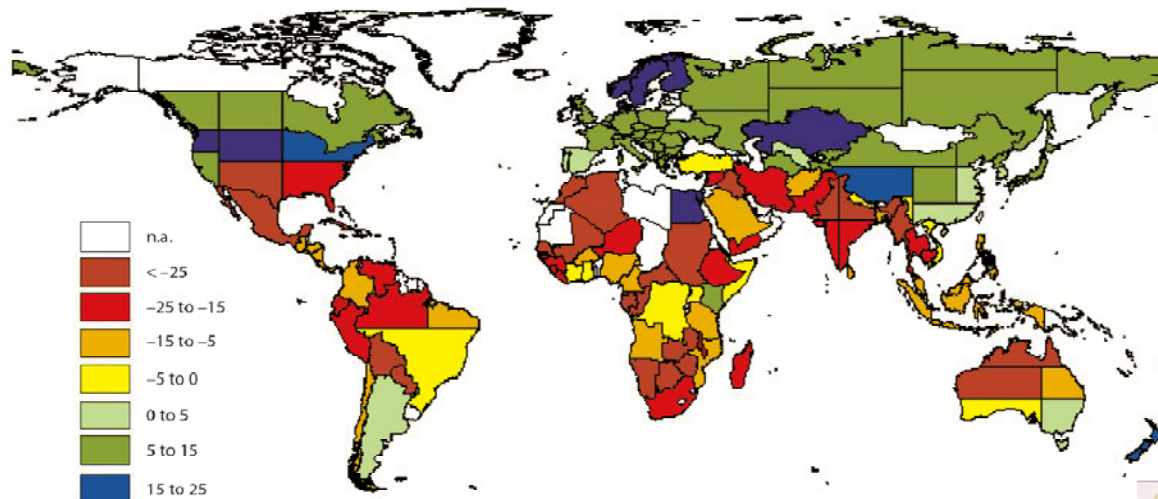 n.a.
< –25
–25 to –15
–15 to –5
–5 to 0
0 to 5
5 to 15
15 to 25